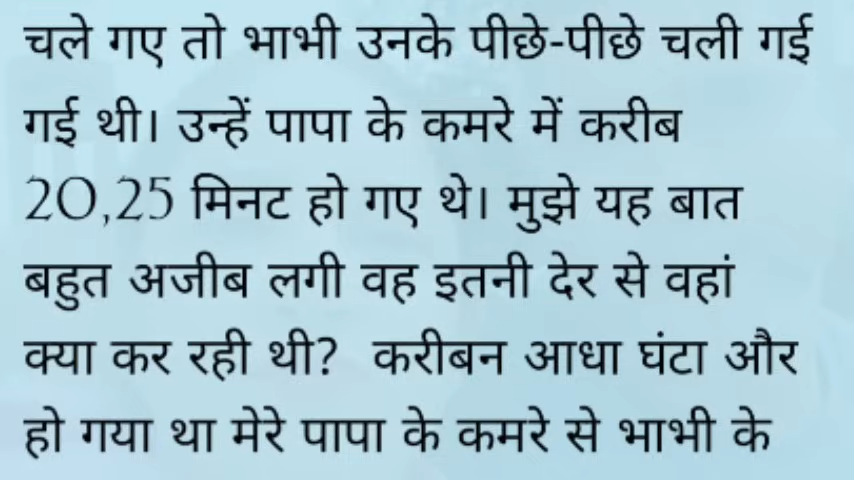 चले गए तो भाभी उनके पीछे-पीछे चली गई
गई थी। उन्हें पापा के कमरे में करीब
20,25 मिनट हो गए थे। मुझे यह बात
बहुत अजीब लगी वह इतनी देर से वहां
क्या कर रही थी? करीबन आधा घंटा और
हो गया था मेरे पापा के कमरे से भाभी के